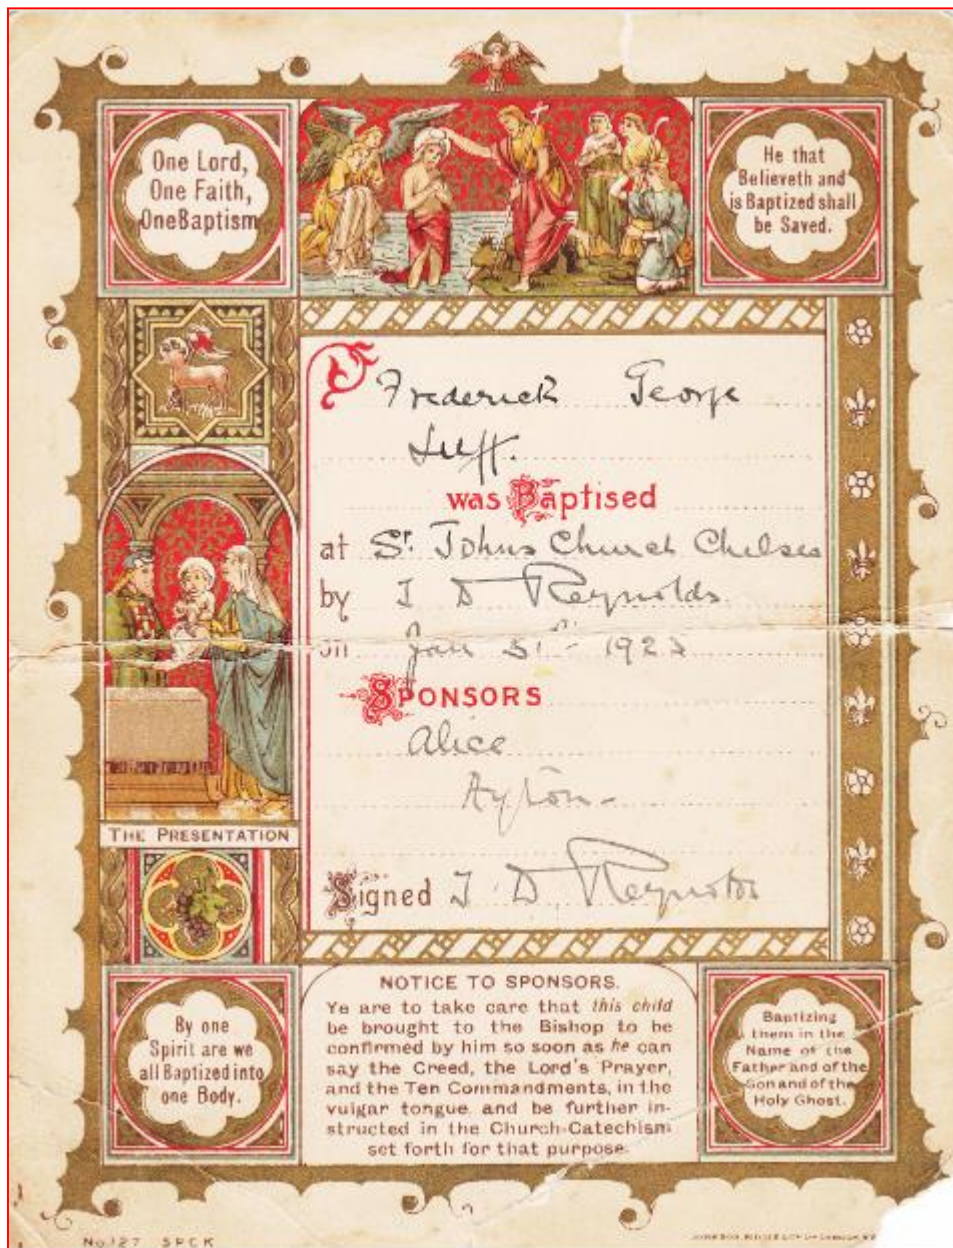 One Lord,
One Faith,
One Baptism
He that
Believeth and
is Baptized shall
be Saved.
Frederick George
Luff.
was Baptised
at St. Johns Church Chelsea
by J D Reynolds
on Jan 31st 1923
SPONSORS
Alice
Ayton
THE PRESENTATION
Signed J D Reynolds
By one
Spirit are we
all Baptized into
one Body.
NOTICE TO SPONSORS.
Ye are to take care that this child
be brought to the Bishop to be
confirmed by him so soon as he can
say the Creed, the Lord's Prayer,
and the Ten Commandments, in the
vulgar tongue and be further in-
structed in the Church-Catechism
set forth for that purpose.
Baptizing
them in the
Name of the
Father and of the
Son and of the
Holy Ghost.
No. 127 SPCK